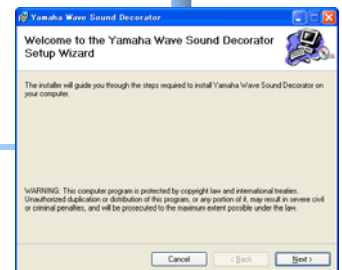 Yamaha Wave Sound Decorator
Welcome to the Yamaha Wave Sound Decorator
Setup Wizard
The installer will guide you through the steps required to install Yamaha Wave Sound Decorator on
your computer.
WARNING: This computer program is protected by copyright law and international treaties.
Unauthorized duplication or distribution of this program, or any portion of it, may result in severe civil
or criminal penalties, and will be prosecuted to the maximum extent possible under the law.
Cancel < Back Next >